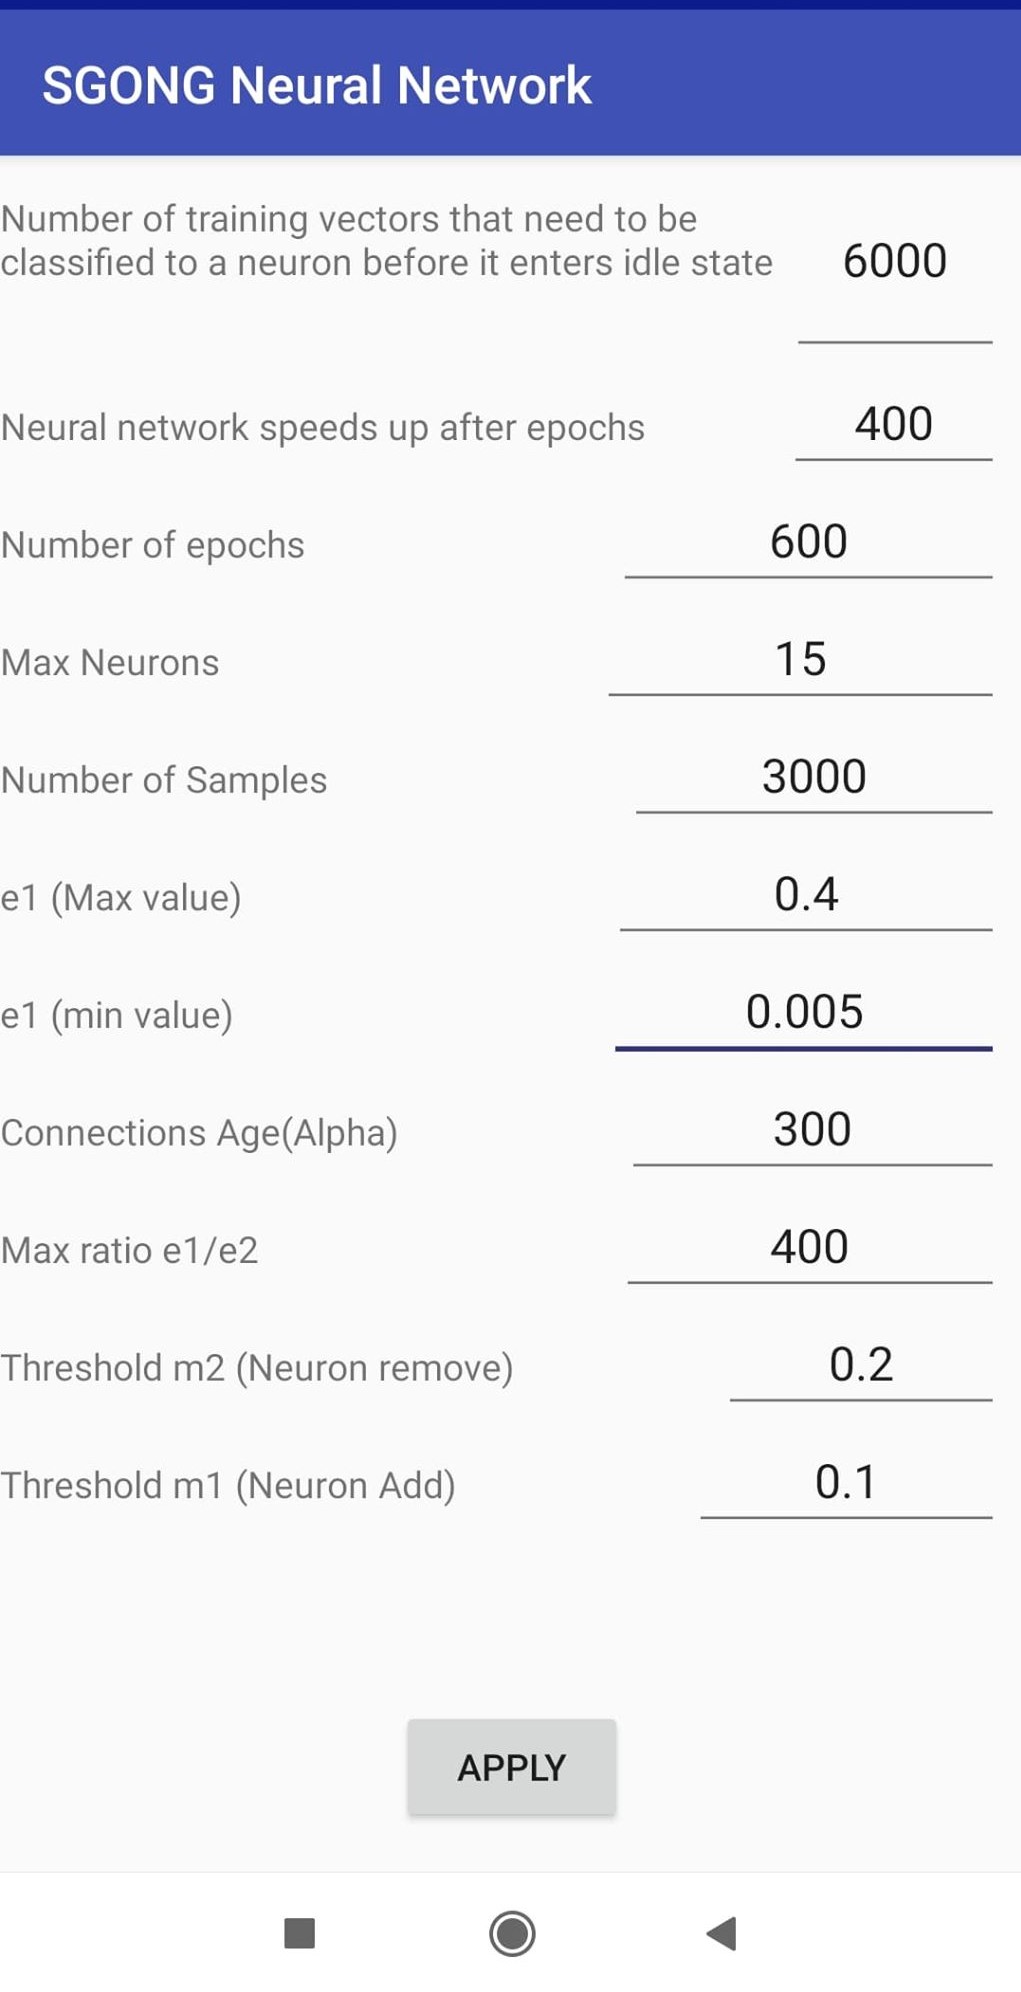 SGONG Neural Network
Number of training vectors that need to be
classified to a neuron before it enters idle state
6000
Neural network speeds up after epochs 400
Number of epochs 600
Max Neurons 15
Number of Samples 3000
e1 (Max value) 0.4
e1 (min value) 0.005
Connections Age(Alpha) 300
Max ratio e1/e2 400
Threshold m2 (Neuron remove) 0.2
Threshold m1 (Neuron Add) 0.1
APPLY